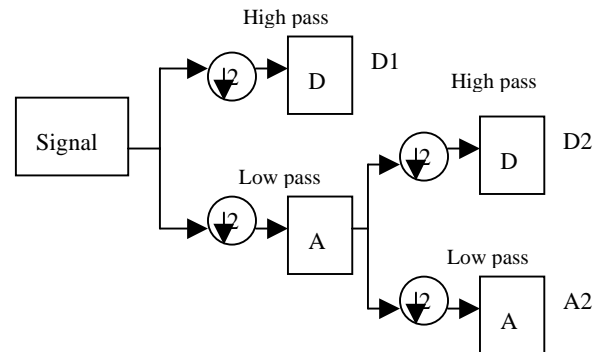 High pass
↓2
D
D1
High pass
Signal
↓2
D
D2
Low pass
↓2
A
Low pass
↓2
A
A2